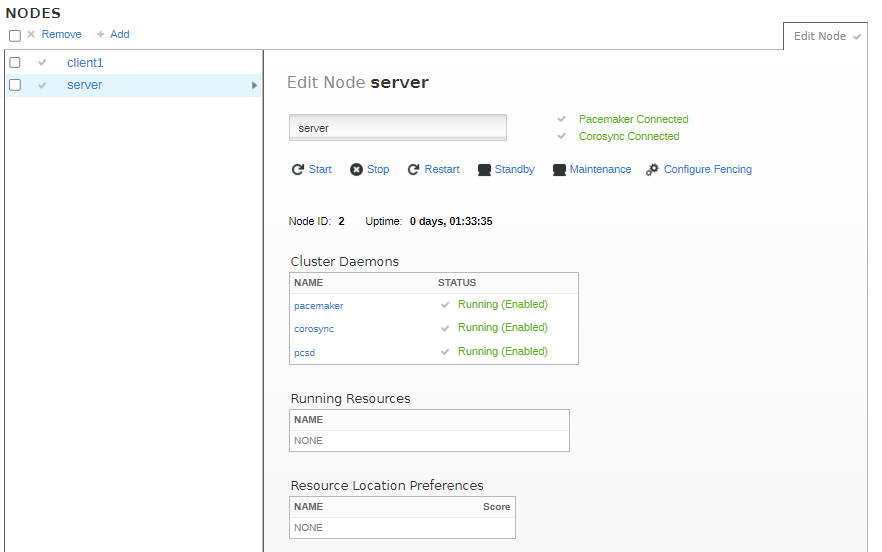 NODES
Remove Add
Edit Node
client1
server
Edit Node server
server
Pacemaker Connected
Corosync Connected
Start Stop Restart Standby Maintenance Configure Fencing
Node ID: 2 Uptime: 0 days, 01:33:35
Cluster Daemons
NAME STATUS
pacemaker Running (Enabled)
corosync Running (Enabled)
pcsd Running (Enabled)
Running Resources
NAME
NONE
Resource Location Preferences
NAME Score
NONE